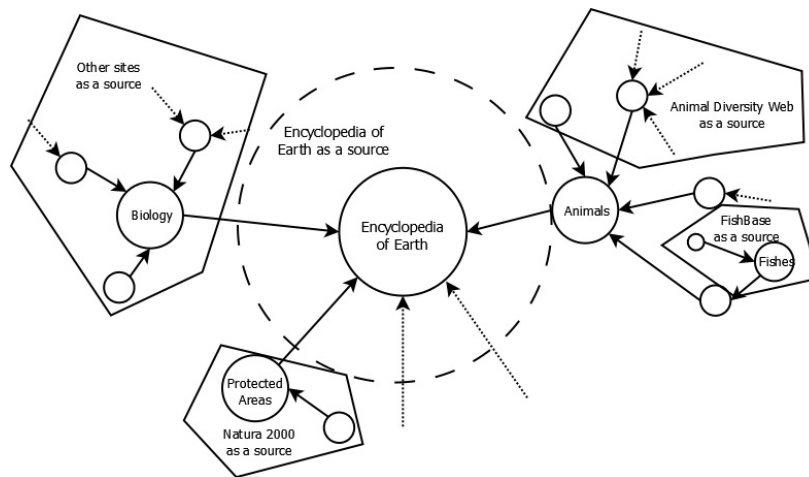 Other sites
as a source
Encyclopedia of
Earth as a source
Animal Diversity Web
as a source
Biology
Encyclopedia
of Earth
Animals
FishBase
as a source
Fishes
Protected
Areas
Natura 2000
as a source